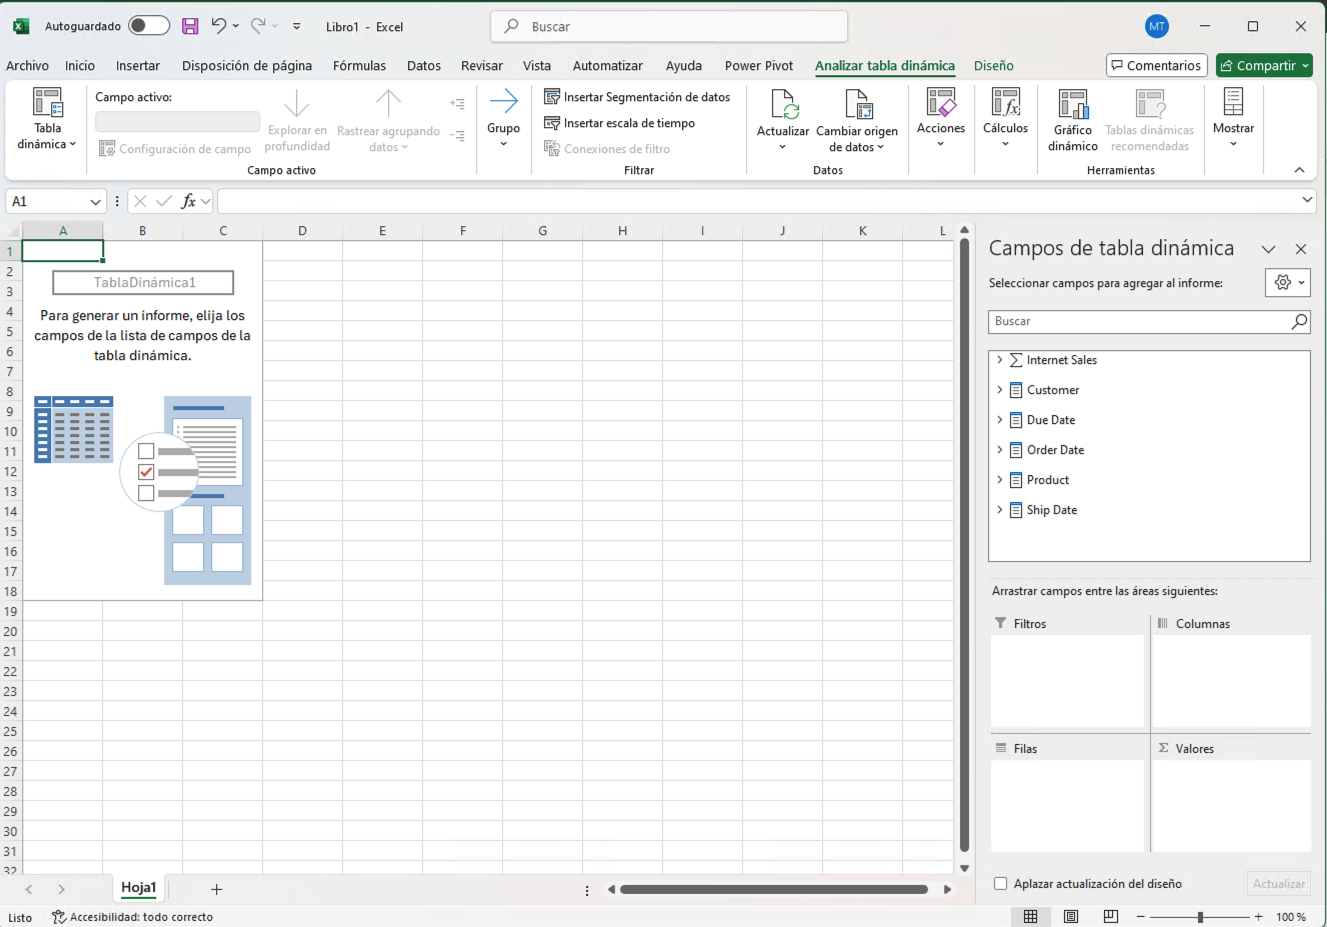 Autoguardado
Libro1 - Excel
Buscar
MT
Archivo Inicio Insertar Disposición de página Fórmulas Datos Revisar Vista Automatizar Ayuda Power Pivot Analizar tabla dinámica Diseño Comentarios Compartir
Tabla
dinámica
Campo activo:
Configuración de campo
Explorar en
profundidad
Rastrear agrupando
datos
Campo activo
Grupo
Insertar Segmentación de datos
Insertar escala de tiempo
Conexiones de filtro
Filtrar
Actualizar
Cambiar origen
de datos
Datos
Acciones
Cálculos
Gráfico
dinámico
Tablas dinámicas
recomendadas
Herramientas
Mostrar
A1
fx
A B C D E F G H I J K L
1
2
3
4
5
6
7
8
9
10
11
12
13
14
15
16
17
18
19
20
21
22
23
24
25
26
27
28
29
30
31
32
TablaDinámica1
Para generar un informe, elija los
campos de la lista de campos de la
tabla dinámica.
Campos de tabla dinámica
Seleccionar campos para agregar al informe:
Buscar
Internet Sales
Customer
Due Date
Order Date
Product
Ship Date
Arrastrar campos entre las áreas siguientes:
Filtros
Columnas
Filas
Valores
Aplazar actualización del diseño
Actualizar
Hoja1
Listo
Accesibilidad: todo correcto
100 %